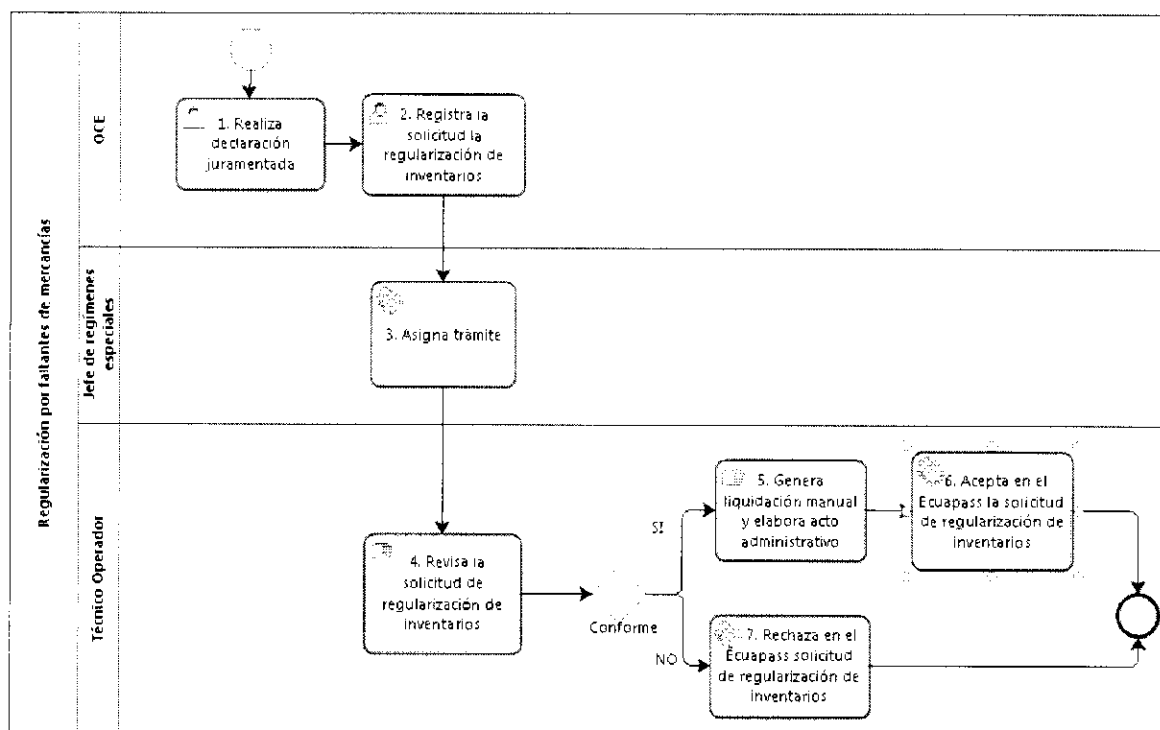 Regularización por faltantes de mercancías
OCE
1. Realiza
declaración
juramentada
2. Registra la
solicitud la
regularización de
inventarios
Jefe de regímenes
especiales
3. Asigna trámite
Técnico Operador
4. Revisa la
solicitud de
regularización de
inventarios
Conforme
SI
5. Genera
liquidación manual
y elabora acto
administrativo
6. Acepta en el
Ecuapass la solicitud
de regularización de
inventarios
NO
7. Rechaza en el
Ecuapass solicitud
de regularización de
inventarios